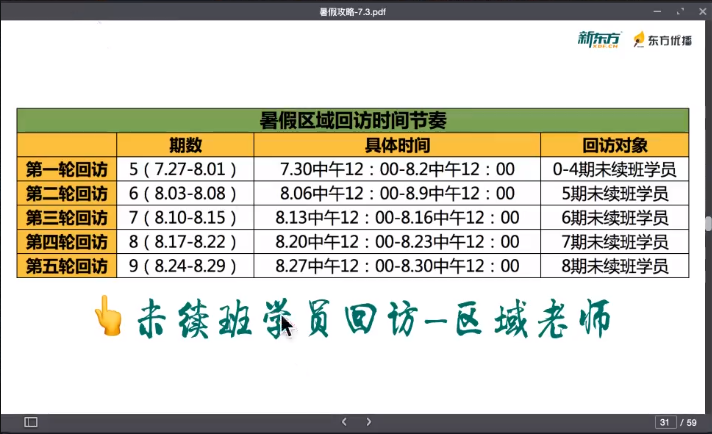 暑假攻略-7.3.pdf
新东方 XDF.CN 东方优播
暑假区域回访时间节奏
期数 具体时间 回访对象
第一轮回访 5（7.27-8.01） 7.30中午12：00-8.2中午12：00 0-4期未续班学员
第二轮回访 6（8.03-8.08） 8.06中午12：00-8.9中午12：00 5期未续班学员
第三轮回访 7（8.10-8.15） 8.13中午12：00-8.16中午12：00 6期未续班学员
第四轮回访 8（8.17-8.22） 8.20中午12：00-8.23中午12：00 7期未续班学员
第五轮回访 9（8.24-8.29） 8.27中午12：00-8.30中午12：00 8期未续班学员
未续班学员回访-区域老师
31 / 59